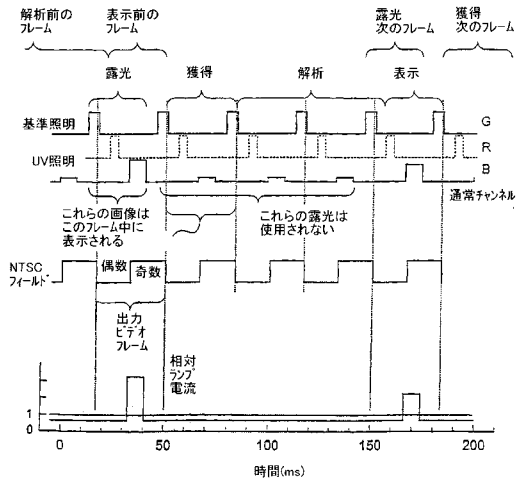 解析前の
フレーム
表示前の
フレーム
露光
次のフレーム
獲得
次のフレーム
露光
獲得
解析
表示
基準照明
G
R
UV照明
B
通常チャンネル
これらの画像は
このフレーム中に
表示される
これらの露光は
使用されない
NTSC
フィールド
偶数
奇数
出力
ビデオ
フレーム
相対
ランプ
電流
1
0
0
50
100
150
200
時間(ms)